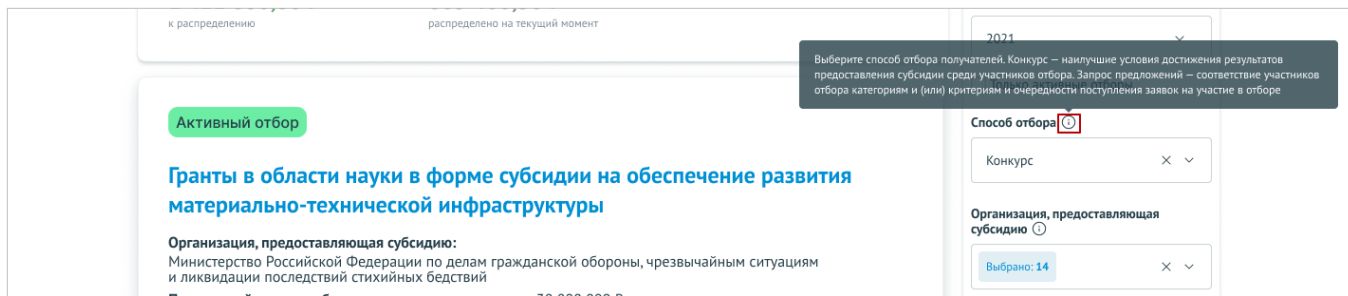 к распределению
распределено на текущий момент
2021
Выберите способ отбора получателей. Конкурс — наилучшие условия достижения результатов
предоставления субсидии среди участников отбора. Запрос предложений — соответствие участников
отбора категориям и (или) критериям и очередности поступления заявок на участие в отборе
Только активные отборы
Активный отбор
Способ отбора
Конкурс
Гранты в области науки в форме субсидии на обеспечение развития
материально-технической инфраструктуры
Организация, предоставляющая
субсидию
Организация, предоставляющая субсидию:
Министерство Российской Федерации по делам гражданской обороны, чрезвычайным ситуациям
и ликвидации последствий стихийных бедствий
Выбрано: 14